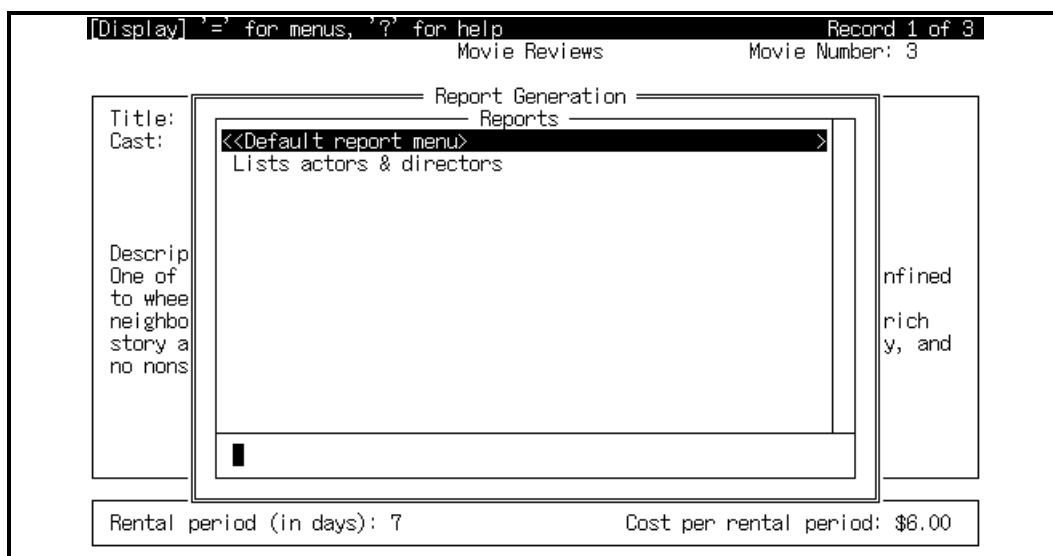 [Display] '=' for menus, '?' for help Record 1 of 3
Movie Reviews Movie Number: 3
Report Generation
Title:
Reports
Cast:
<<Default report menu> >
Lists actors & directors
Descrip
One of nfined
to whee
neighbo rich
story a y, and
no nons
Rental period (in days): 7 Cost per rental period: $6.00